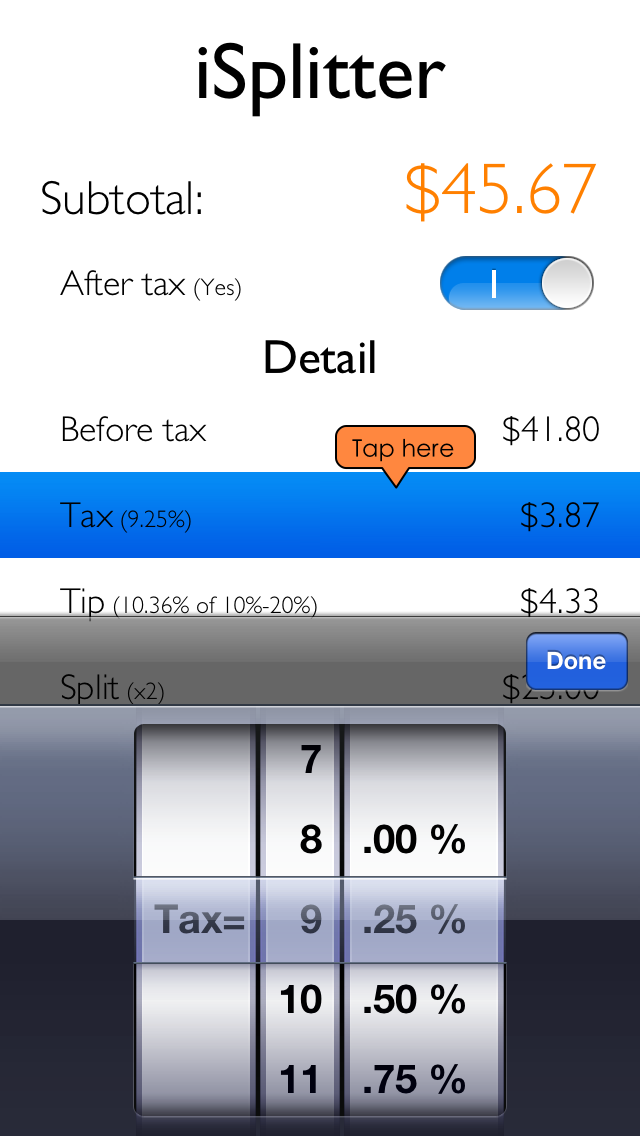 iSplitter
Subtotal: $45.67
After tax (Yes)
Detail
Before tax $41.80
Tap here
Tax (9.25%) $3.87
Tip (10.36% of 10%-20%) $4.33
Done
Split (x2)
7
8 .00 %
Tax= 9 .25 %
10 .50 %
11 .75 %